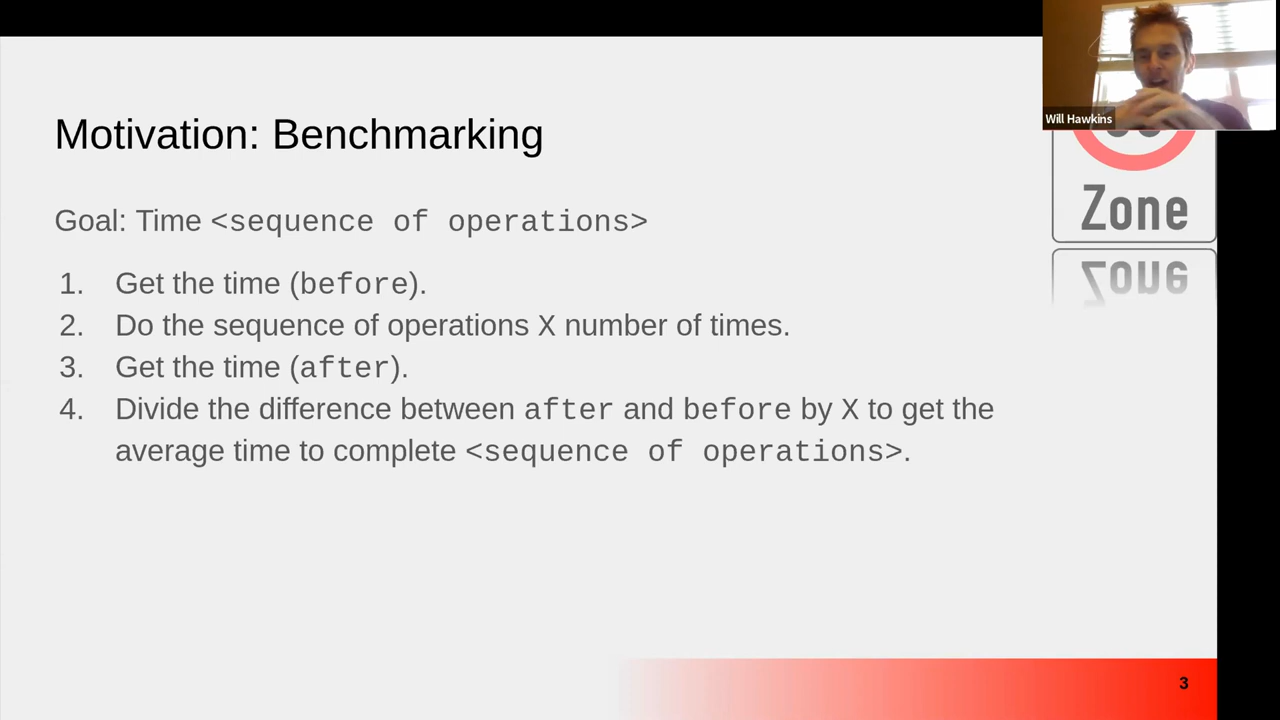 Will Hawkins
Motivation: Benchmarking
Zone
Zone
Goal: Time <sequence of operations>
1. Get the time (before).
2. Do the sequence of operations X number of times.
3. Get the time (after).
4. Divide the difference between after and before by X to get the
average time to complete <sequence of operations>.
3